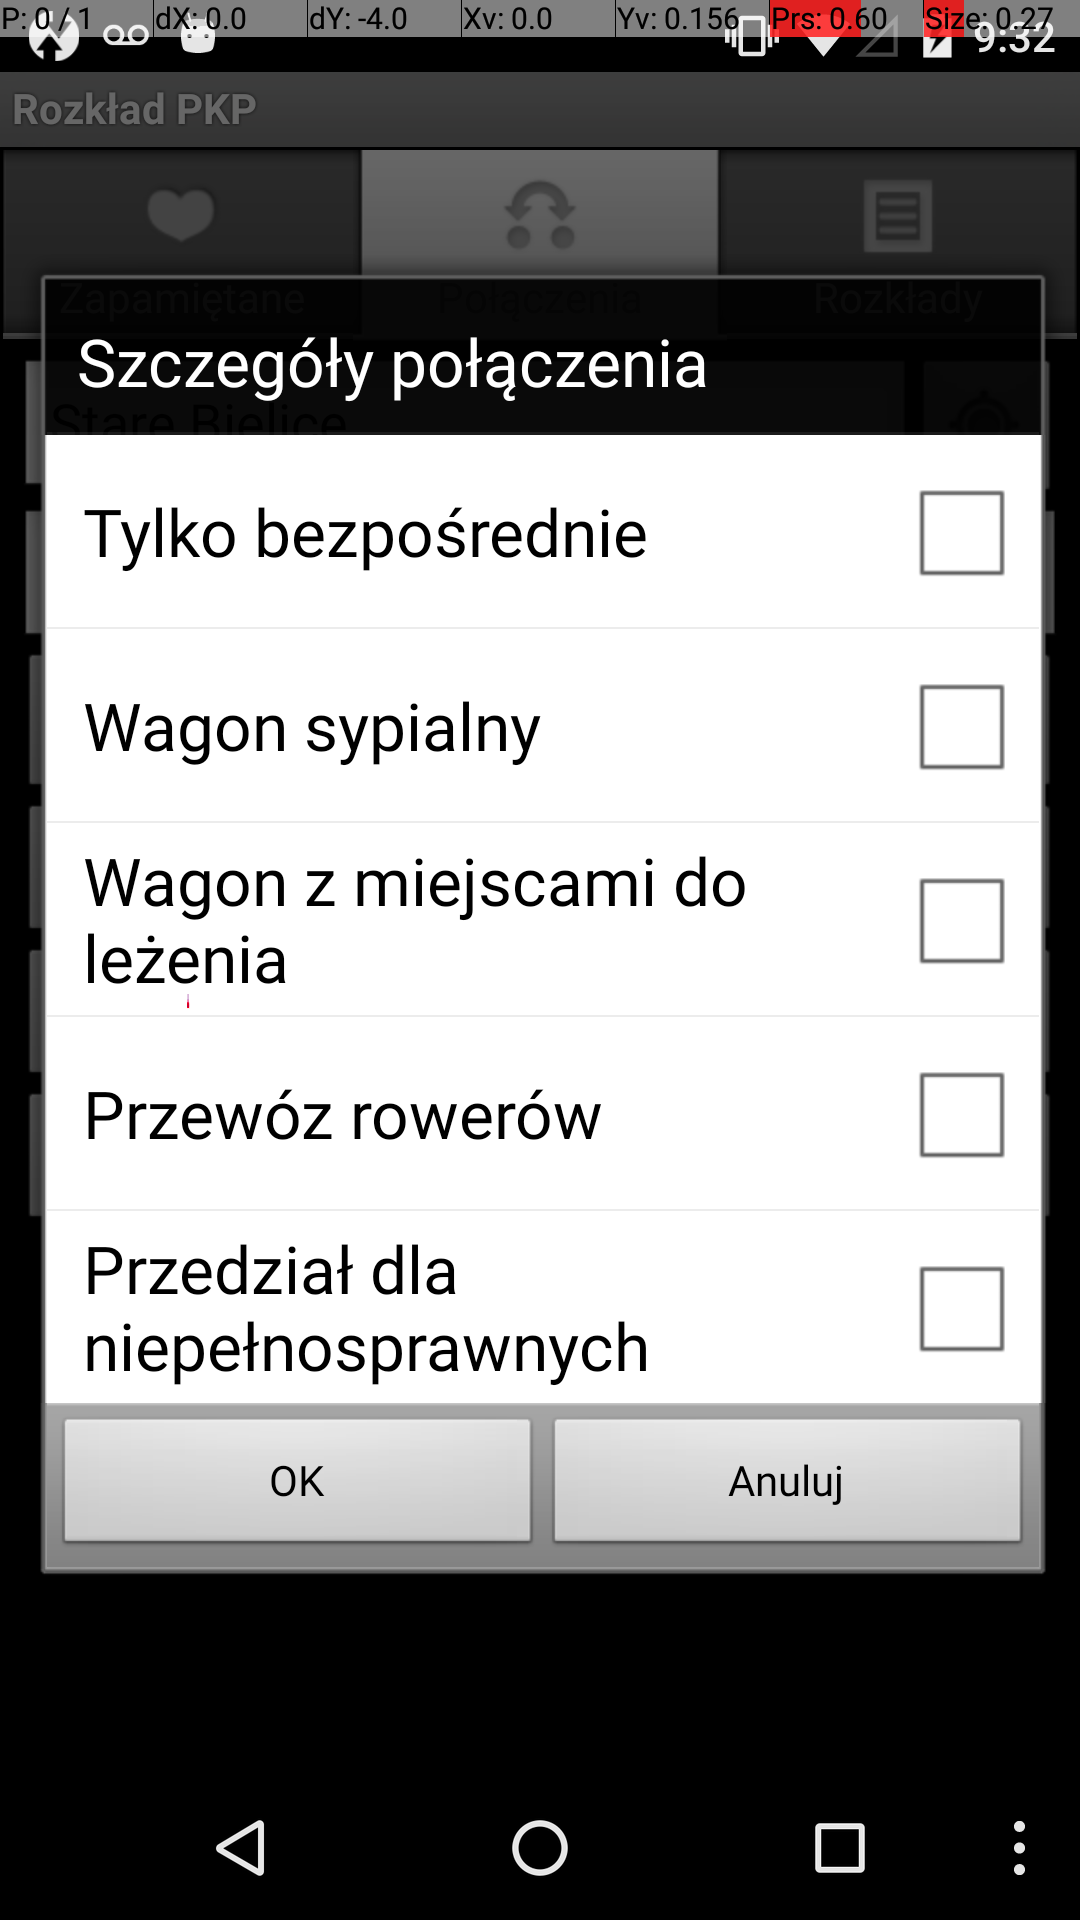 P: 0 / 1 dX: 0.0 dY: -4.0 Xv: 0.0 Yv: 0.156 Prs: 0.60 Size: 0.27
9:32
Rozkład PKP
Zapamiętane Połączenia Rozkłady
Szczegóły połączenia
Stare Bielice
Tylko bezpośrednie
Wagon sypialny
Wagon z miejscami do
leżenia
Przewóz rowerów
Przedział dla
niepełnosprawnych
OK Anuluj